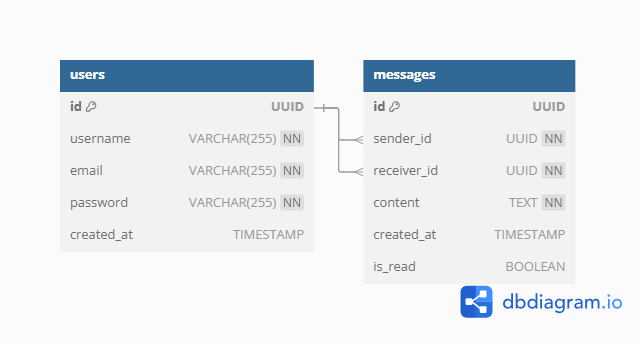 users
id UUID
username VARCHAR(255) NN
email VARCHAR(255) NN
password VARCHAR(255) NN
created_at TIMESTAMP
messages
id UUID
sender_id UUID NN
receiver_id UUID NN
content TEXT NN
created_at TIMESTAMP
is_read BOOLEAN
dbdiagram.io